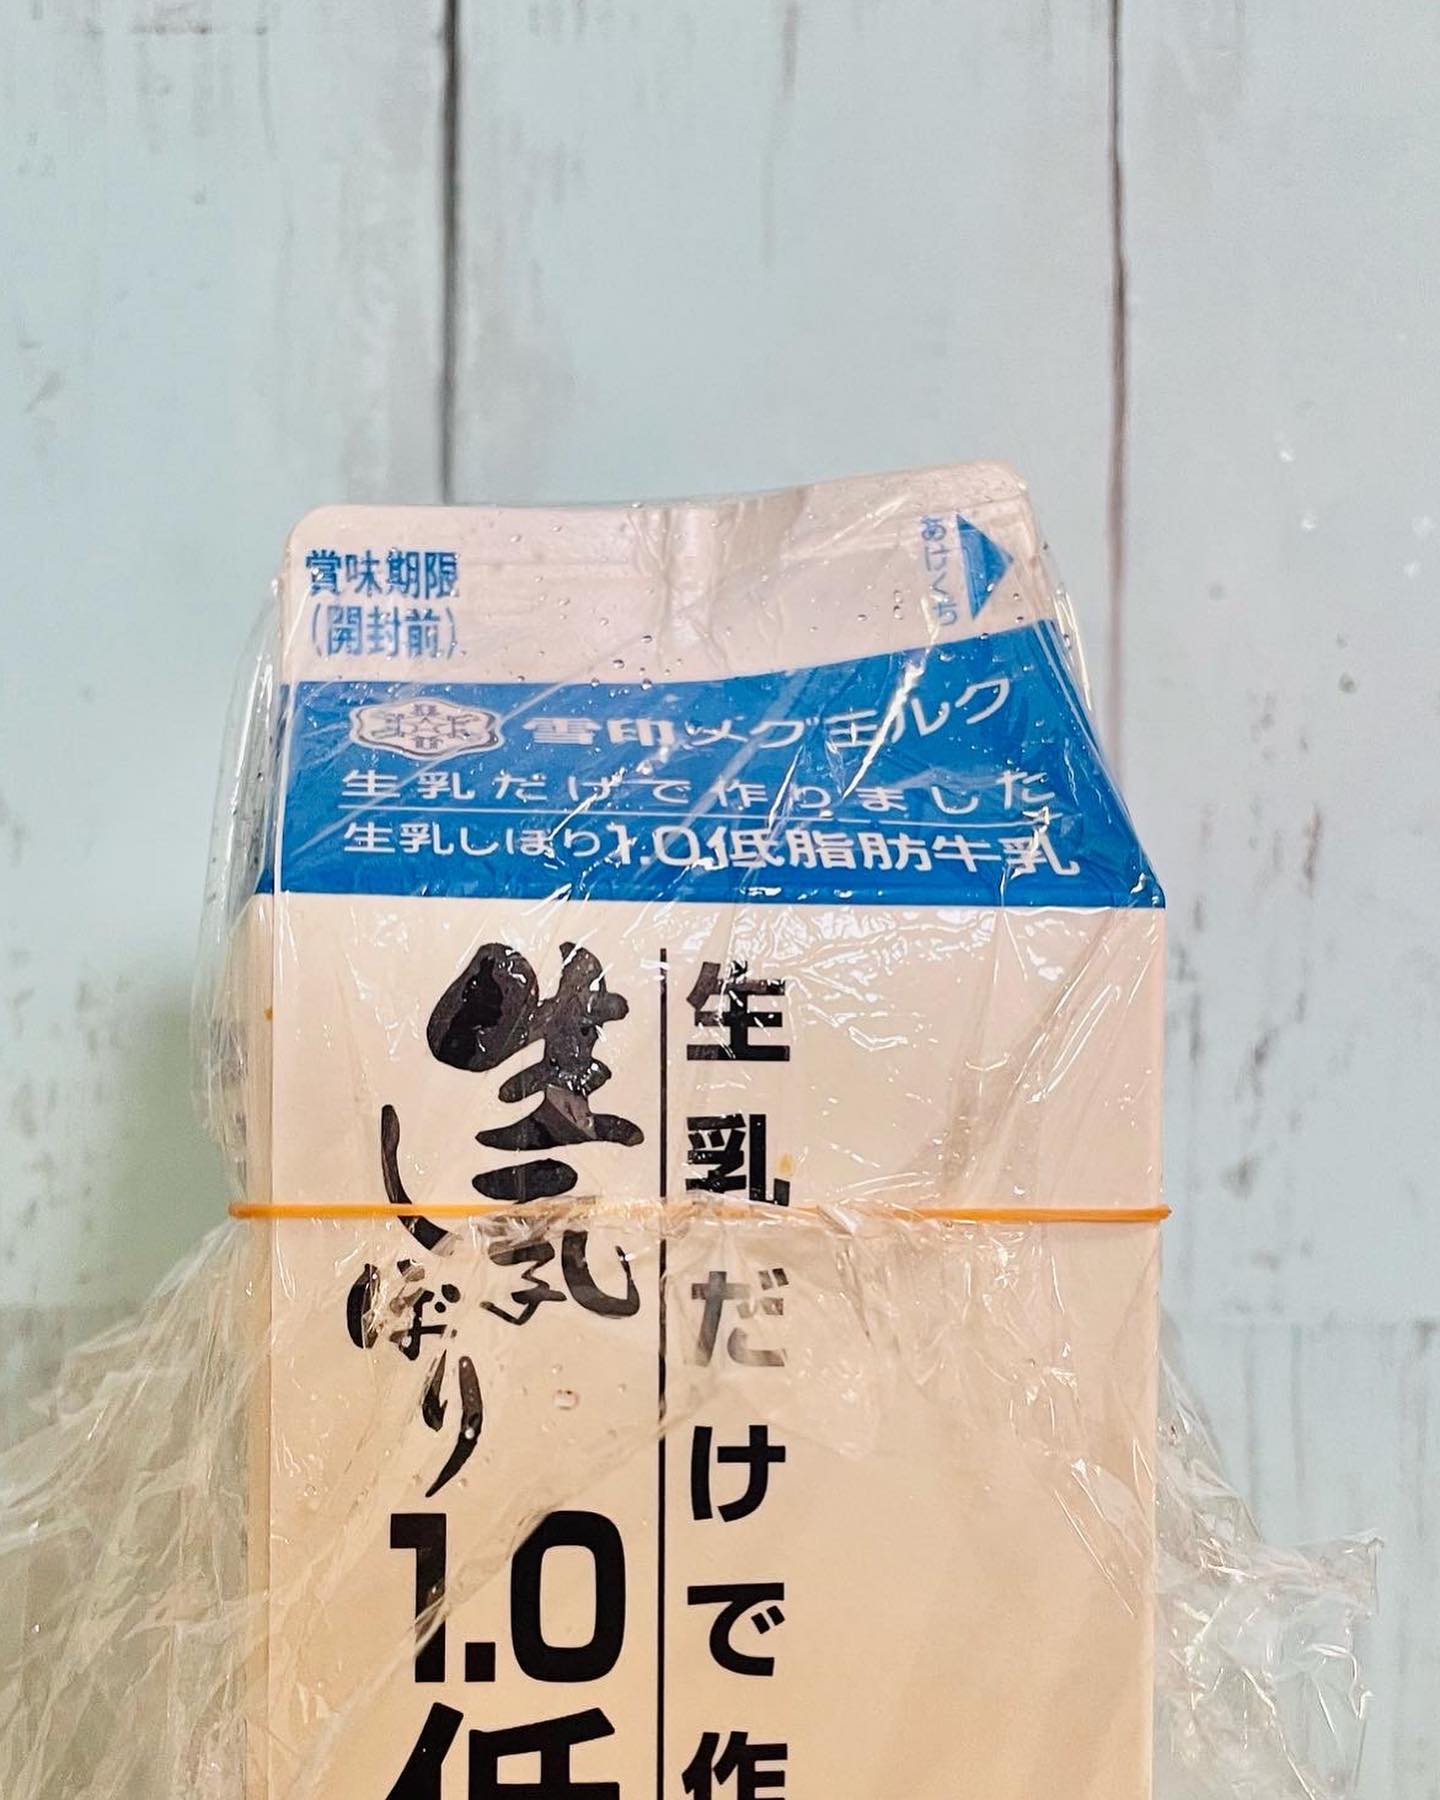 賞味期限
(開封前)
あけくち
雪印メグミルク
生乳だけで作りました
生乳しぼり1.0低脂肪牛乳
生乳だけで作
生乳
しぼり
1.0低